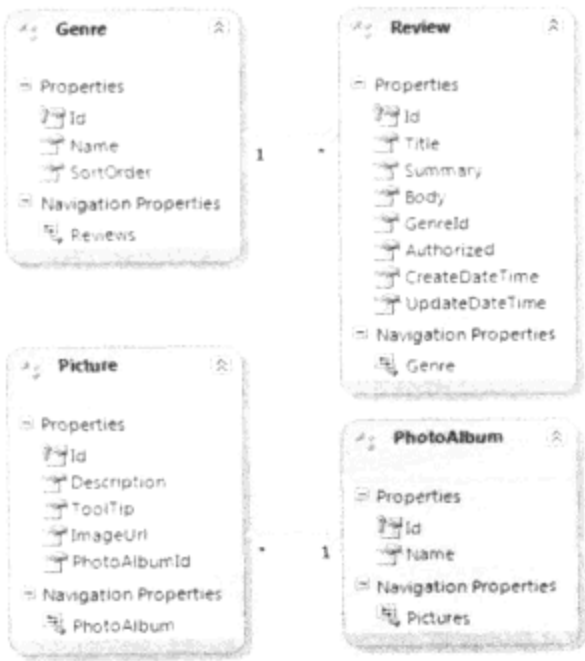 Genre
Properties
Id
Name
SortOrder
Navigation Properties
Reviews
1
*
Review
Properties
Id
Title
Summary
Body
GenreId
Authorized
CreateDateTime
UpdateDateTime
Navigation Properties
Genre
Picture
Properties
Id
Description
ToolTip
ImageUrl
PhotoAlbumId
Navigation Properties
PhotoAlbum
*
1
PhotoAlbum
Properties
Id
Name
Navigation Properties
Pictures